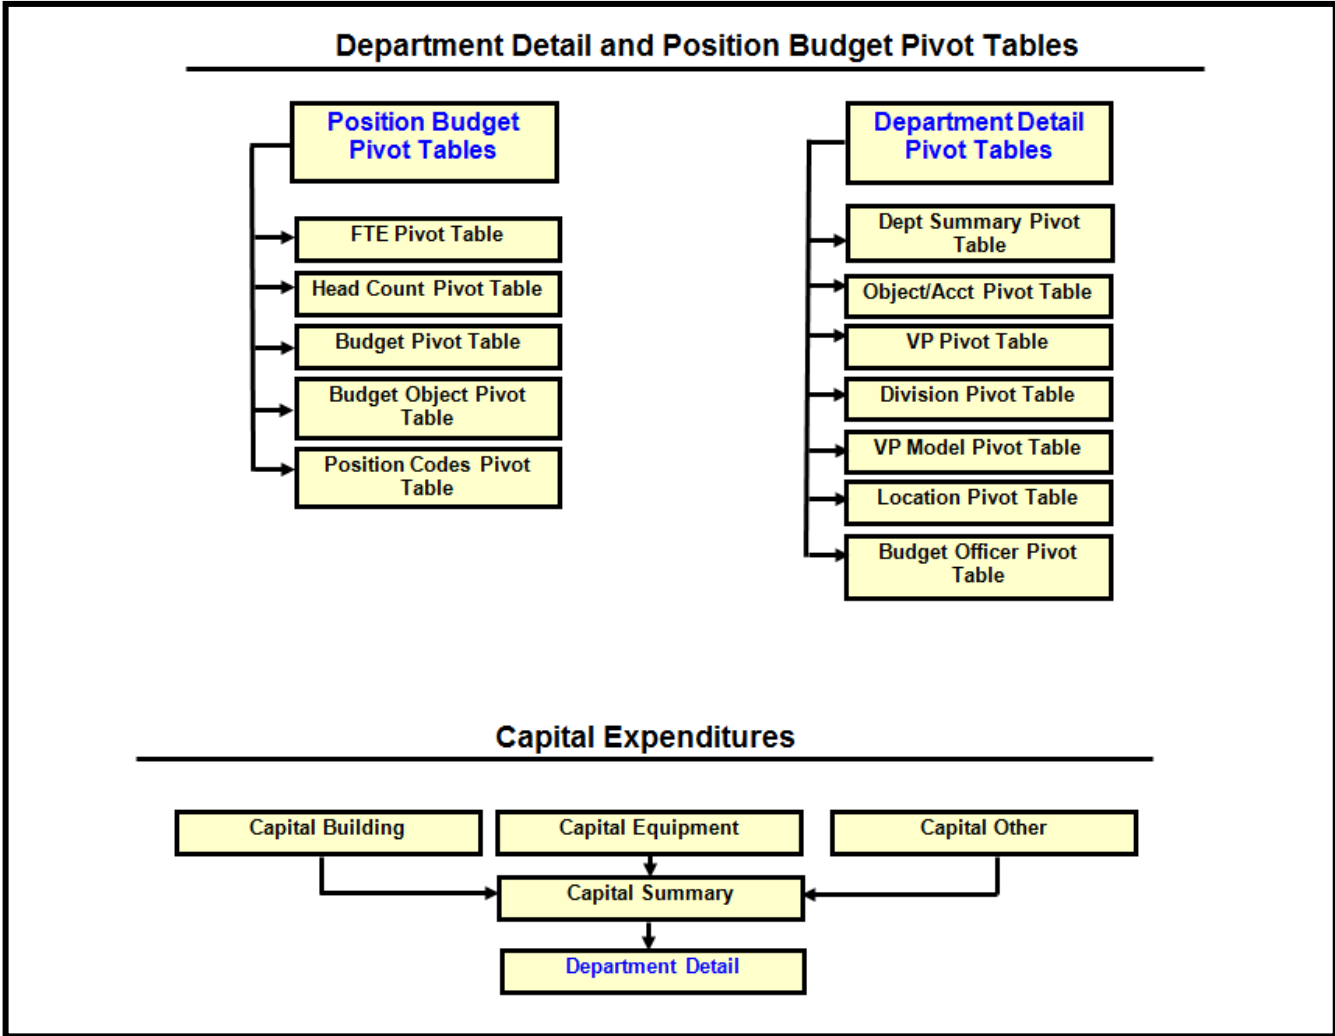 Department Detail and Position Budget Pivot Tables
Position Budget
Pivot Tables
FTE Pivot Table
Head Count Pivot Table
Budget Pivot Table
Budget Object Pivot
Table
Position Codes Pivot
Table
Department Detail
Pivot Tables
Dept Summary Pivot
Table
Object/Acct Pivot Table
VP Pivot Table
Division Pivot Table
VP Model Pivot Table
Location Pivot Table
Budget Officer Pivot
Table
Capital Expenditures
Capital Building
Capital Equipment
Capital Other
Capital Summary
Department Detail